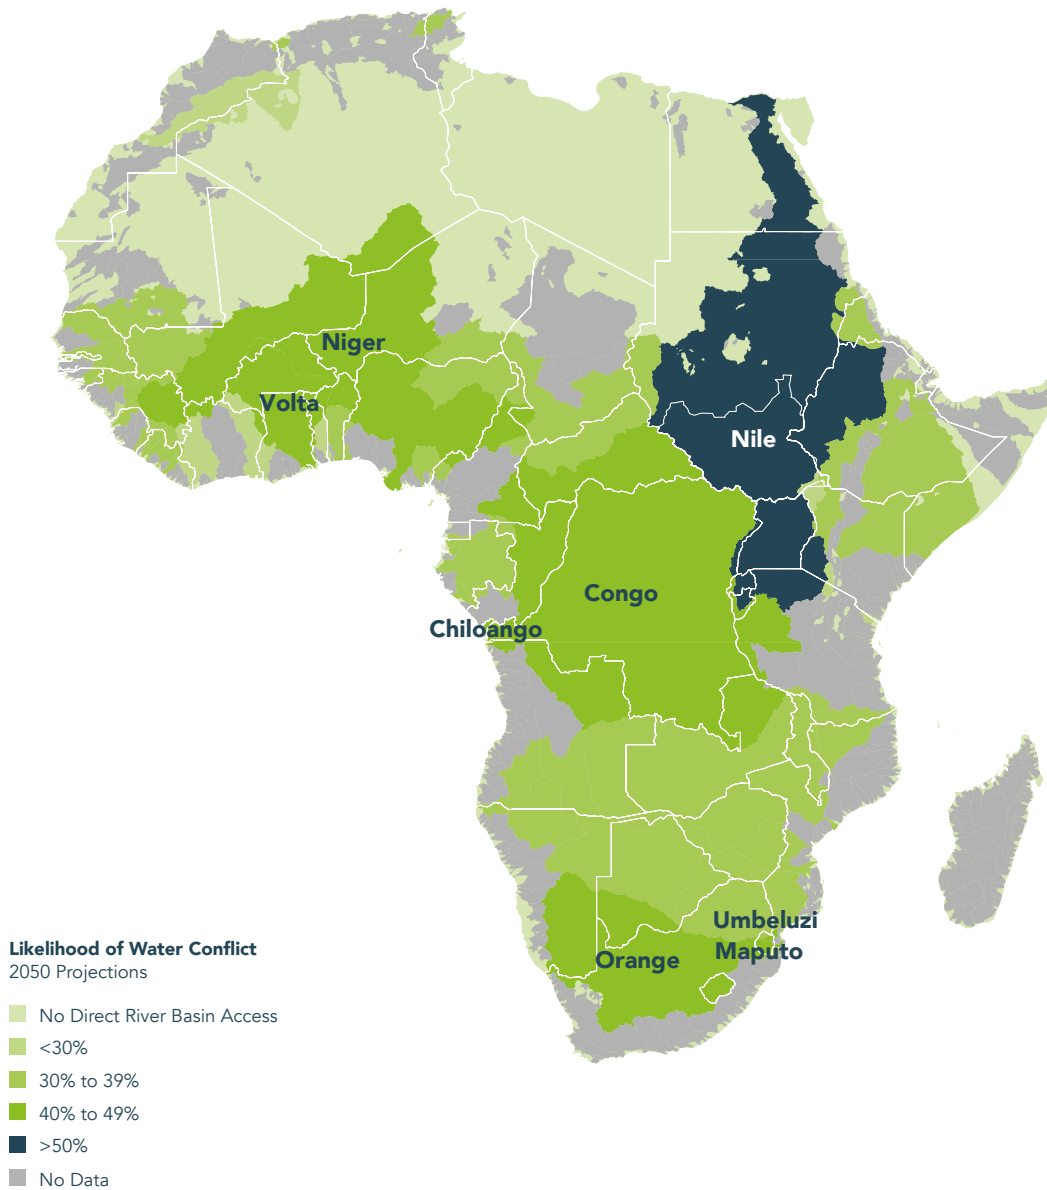 Niger
Volta
Nile
Congo
Chiloango
Umbeluzi
Maputo
Orange
Likelihood of Water Conflict
2050 Projections
No Direct River Basin Access
<30%
30% to 39%
40% to 49%
>50%
No Data